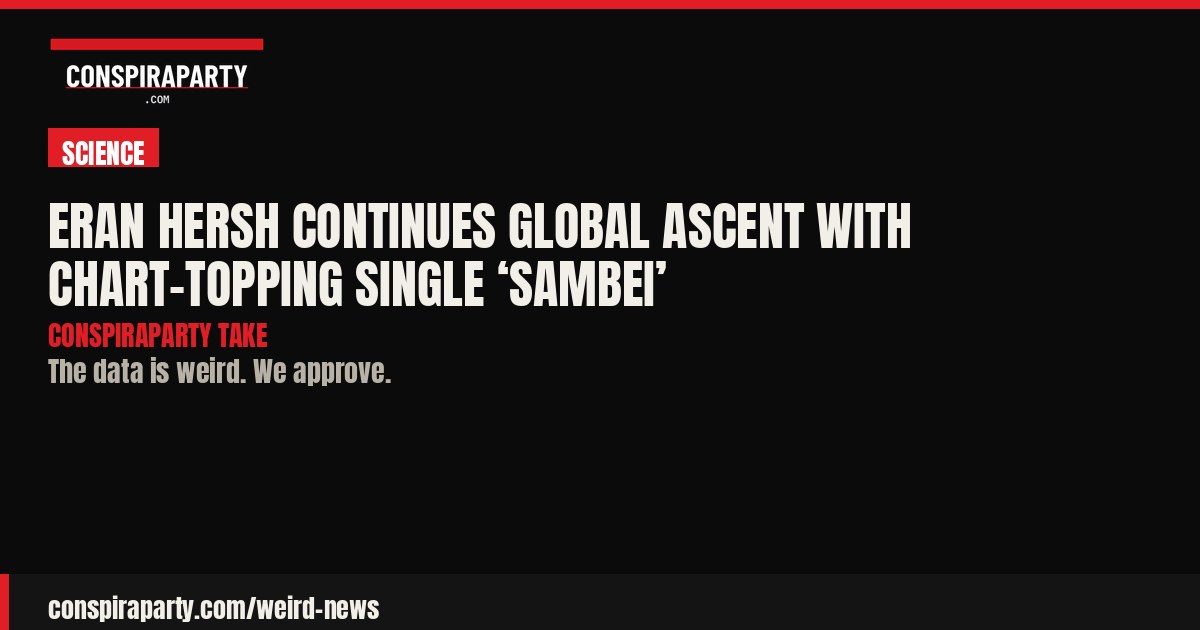 CONSPIRAPARTY
.COM
SCIENCE
ERAN HERSH CONTINUES GLOBAL ASCENT WITH
CHART-TOPPING SINGLE ‘SAMBEI’
CONSPIRAPARTY TAKE
The data is weird. We approve.
conspiraparty.com/weird-news